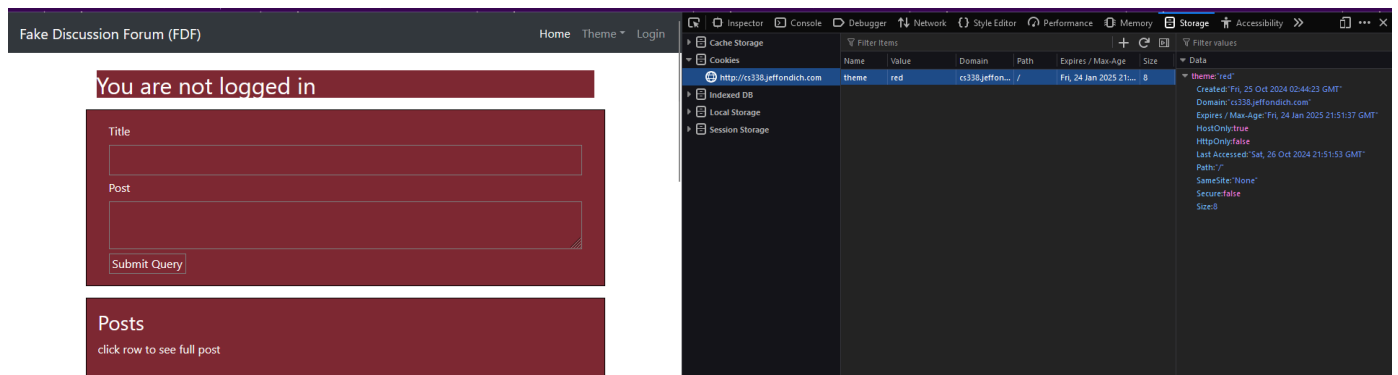 Fake Discussion Forum (FDF)
Home Theme Login
You are not logged in
Title
Post
Submit Query
Posts
click row to see full post
Inspector Console Debugger Network Style Editor Performance Memory Storage Accessibility
Cache Storage
Cookies
http://cs338.jeffondich.com
Indexed DB
Local Storage
Session Storage
Filter Items
Name Value Domain Path Expires / Max-Age Size
theme red cs338.jeffon... / Fri, 24 Jan 2025 21:... 8
Filter values
Data
theme:"red"
Created:"Fri, 25 Oct 2024 02:44:23 GMT"
Domain:"cs338.jeffondich.com"
Expires / Max-Age:"Fri, 24 Jan 2025 21:51:37 GMT"
HostOnly:true
HttpOnly:false
Last Accessed:"Sat, 26 Oct 2024 21:51:53 GMT"
Path:"/"
SameSite:"None"
Secure:false
Size:8